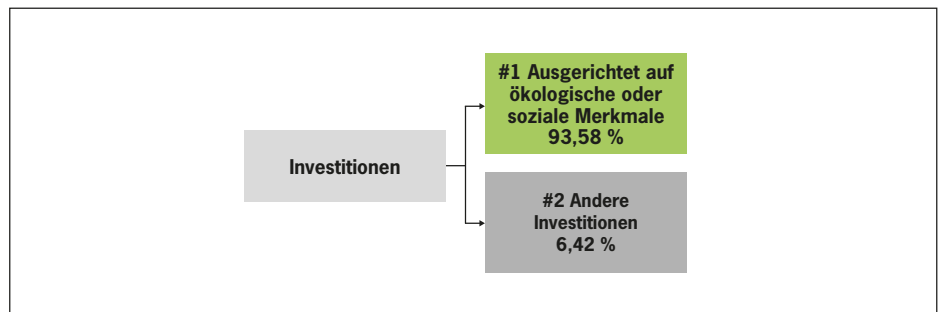 #1 Ausgerichtet auf
ökologische oder
soziale Merkmale
93,58 %
Investitionen
#2 Andere
Investitionen
6,42 %